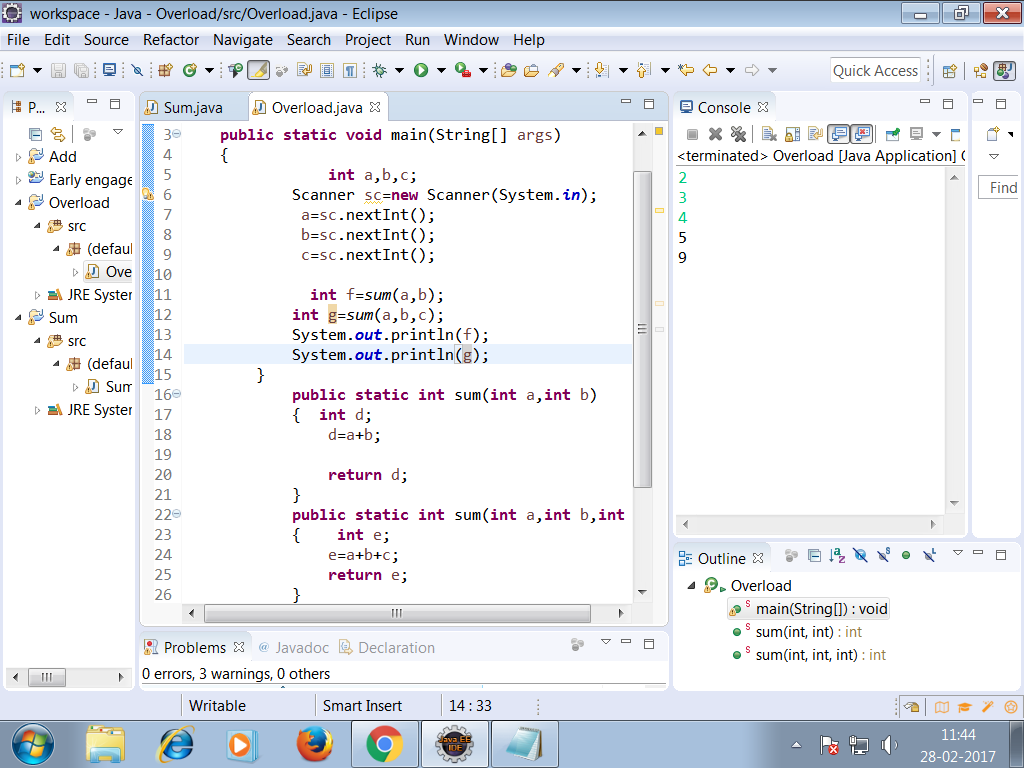 workspace - Java - Overload/src/Overload.java - Eclipse
File Edit Source Refactor Navigate Search Project Run Window Help
Quick Access
P...
Add
Early engage
Overload
src
(defaul
Ove
JRE Syster
Sum
src
(defaul
Sum
JRE Syster
Sum.java Overload.java
3 public static void main(String[] args)
4 {
5 int a,b,c;
6 Scanner sc=new Scanner(System.in);
7 a=sc.nextInt();
8 b=sc.nextInt();
9 c=sc.nextInt();
10
11 int f=sum(a,b);
12 int g=sum(a,b,c);
13 System.out.println(f);
14 System.out.println(g);
15 }
16 public static int sum(int a,int b)
17 { int d;
18 d=a+b;
19
20 return d;
21 }
22 public static int sum(int a,int b,int
23 { int e;
24 e=a+b+c;
25 return e;
26 }
Console
<terminated> Overload [Java Application] C
2
3
4
5
9
Find
Outline
Overload
main(String[]) : void
sum(int, int) : int
sum(int, int, int) : int
Problems @ Javadoc Declaration
0 errors, 3 warnings, 0 others
Writable Smart Insert 14 : 33
Java EE
IDE
11:44
28-02-2017